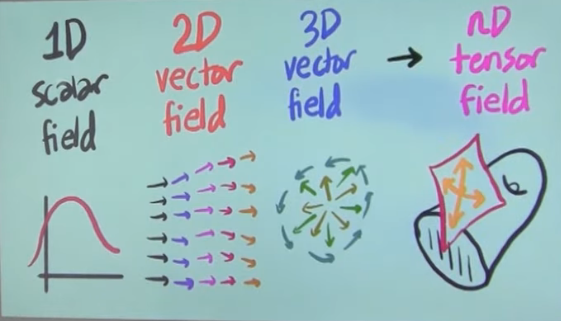 1D
scalar
field
2D
vector
field
3D
vector
field
nD
tensor
field